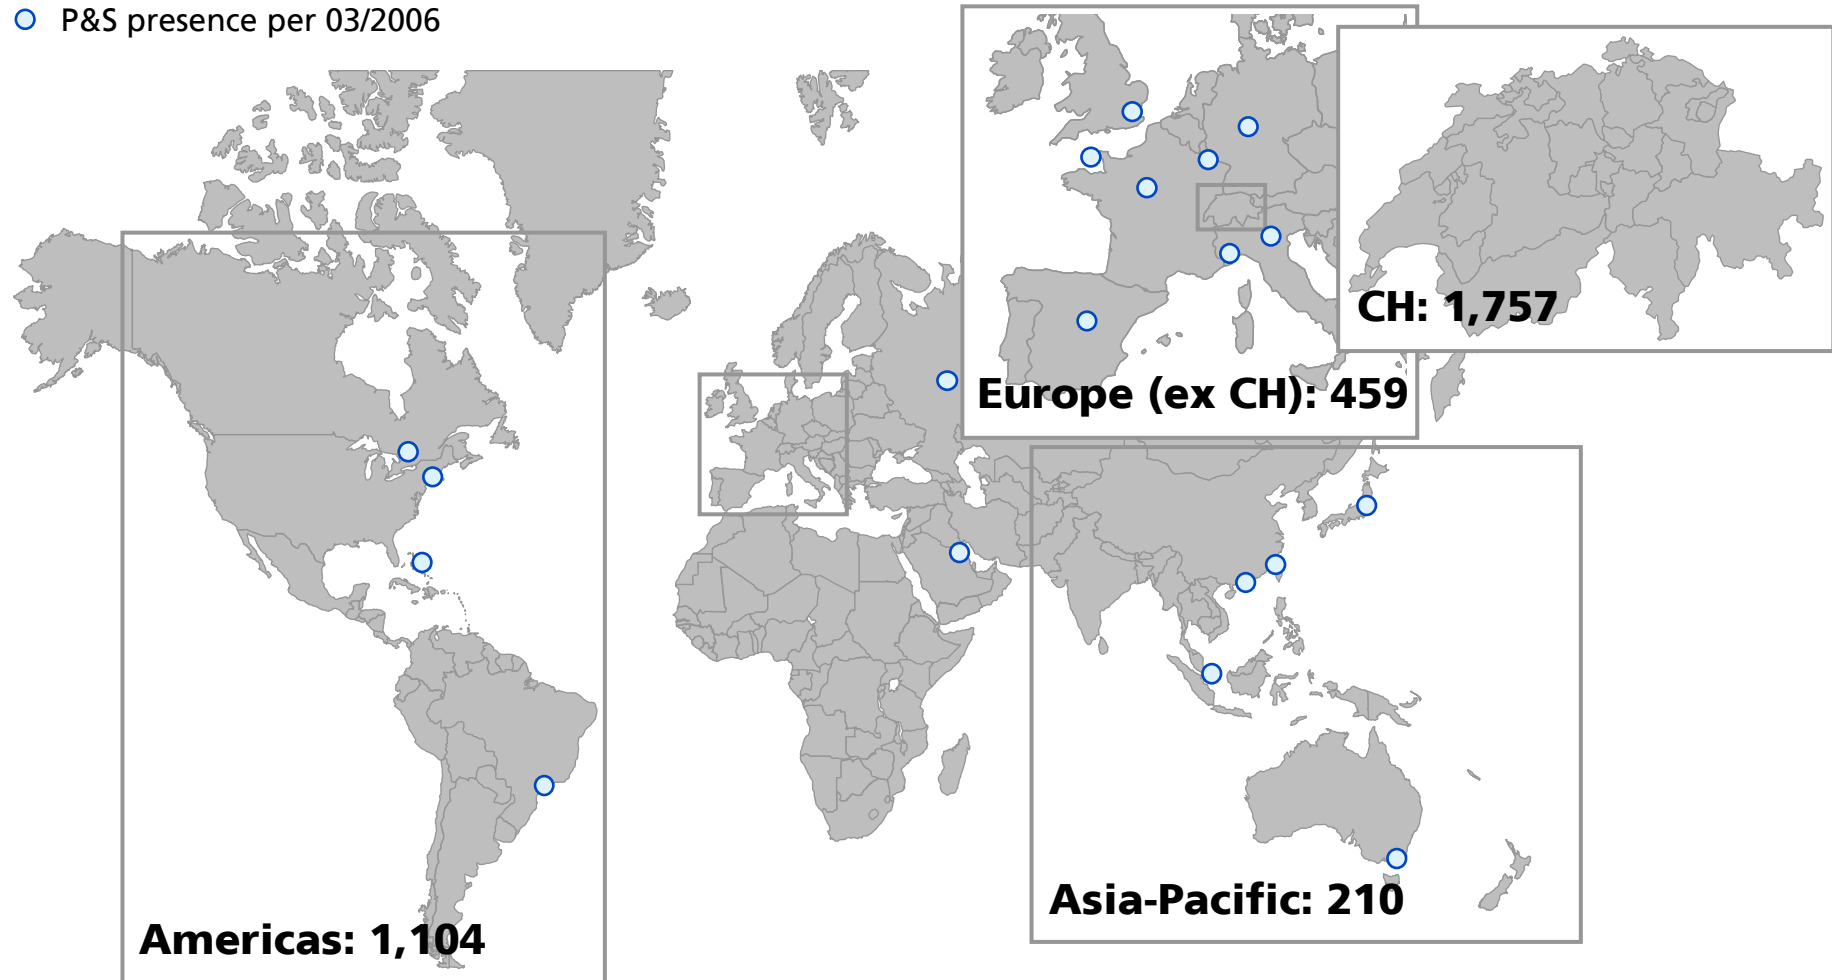 P&S presence per 03/2006
CH: 1,757
Europe (ex CH): 459
Asia-Pacific: 210
Americas: 1,104